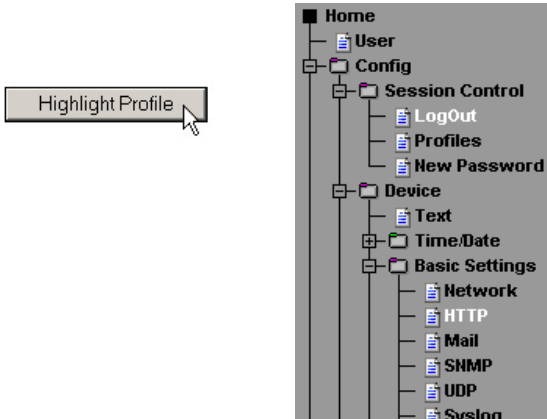 Highlight Profile
Home
User
Config
Session Control
LogOut
Profiles
New Password
Device
Text
Time/Date
Basic Settings
Network
HTTP
Mail
SNMP
UDP
Syslog